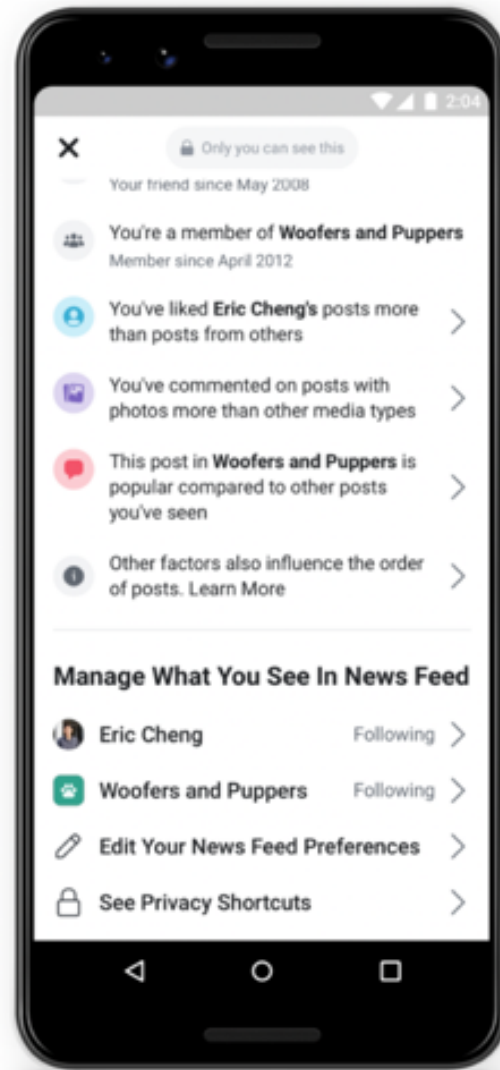 2:04
Only you can see this
Your friend since May 2008
You're a member of Woofers and Puppers
Member since April 2012
You've liked Eric Cheng's posts more
than posts from others
You've commented on posts with
photos more than other media types
This post in Woofers and Puppers is
popular compared to other posts
you've seen
Other factors also influence the order
of posts. Learn More
Manage What You See In News Feed
Eric Cheng Following
Woofers and Puppers Following
Edit Your News Feed Preferences
See Privacy Shortcuts